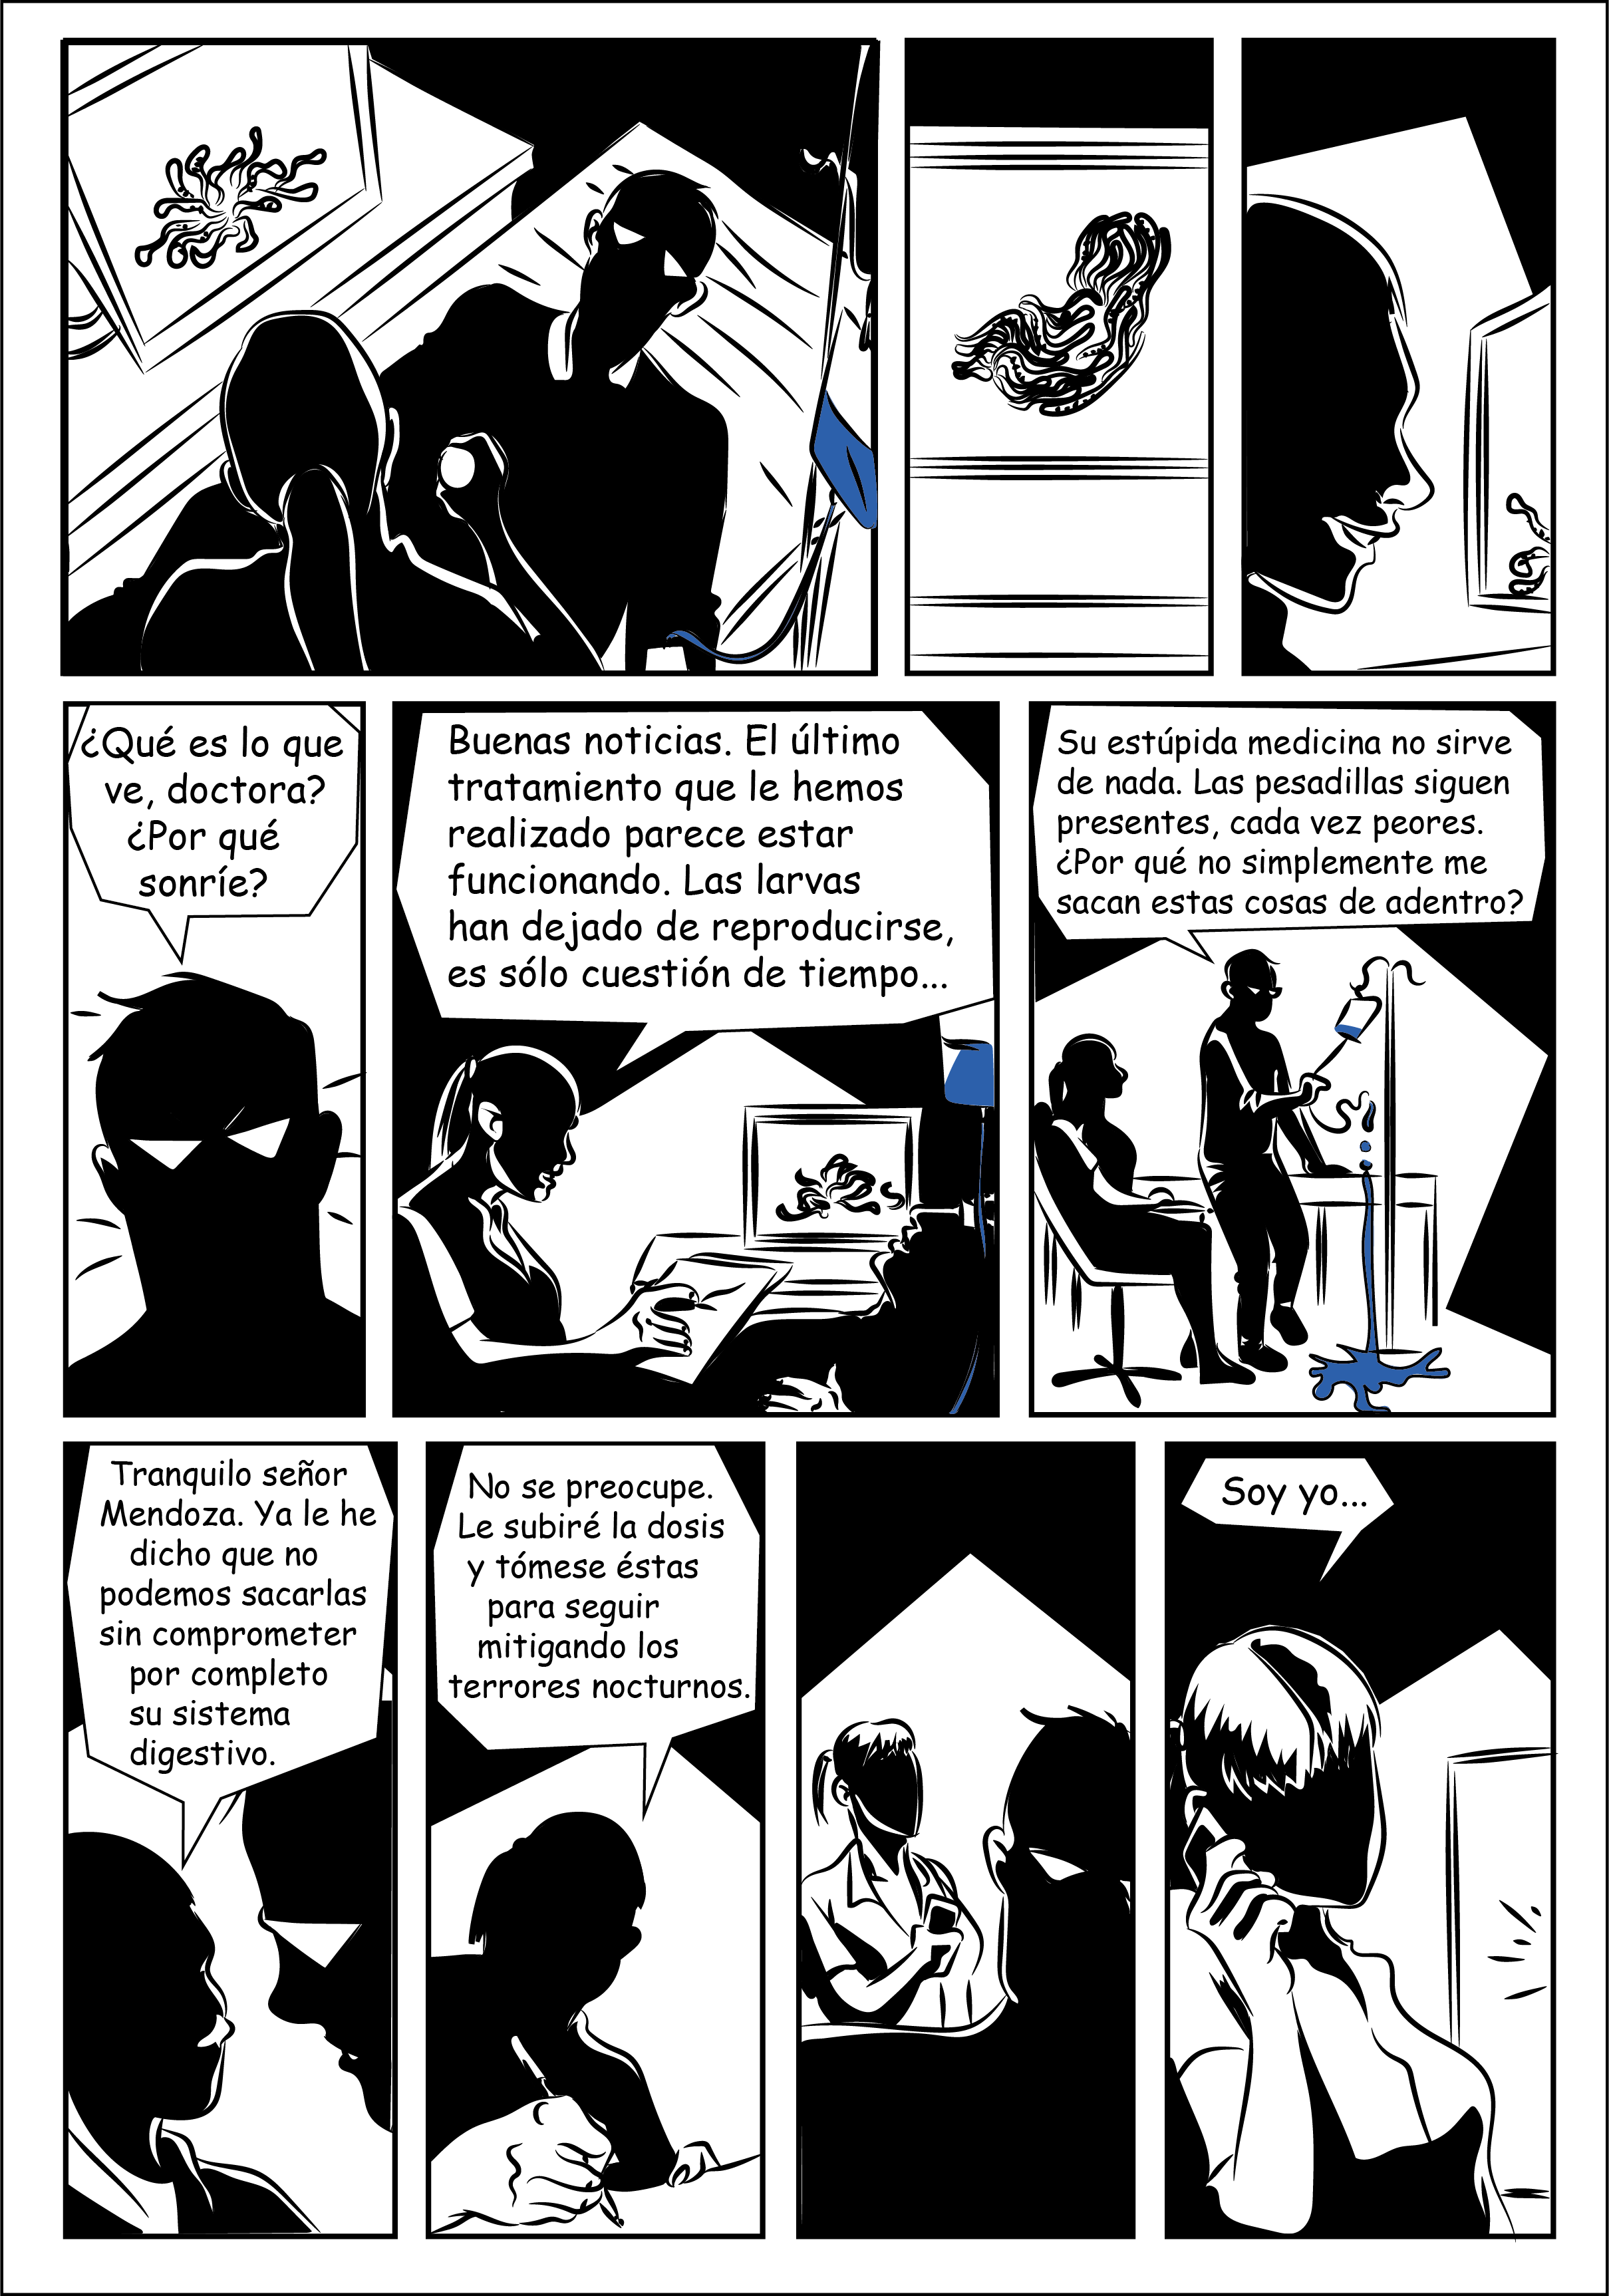 ¿Qué es lo que
ve, doctora?
¿Por qué
sonríe?
Buenas noticias. El último
tratamiento que le hemos
realizado parece estar
funcionando. Las larvas
han dejado de reproducirse,
es sólo cuestión de tiempo...
Su estúpida medicina no sirve
de nada. Las pesadillas siguen
presentes, cada vez peores.
¿Por qué no simplemente me
sacan estas cosas de adentro?
Tranquilo señor
Mendoza. Ya le he
dicho que no
podemos sacarlas
sin comprometer
por completo
su sistema
digestivo.
No se preocupe.
Le subiré la dosis
y tómese éstas
para seguir
mitigando los
terrores nocturnos.
Soy yo...